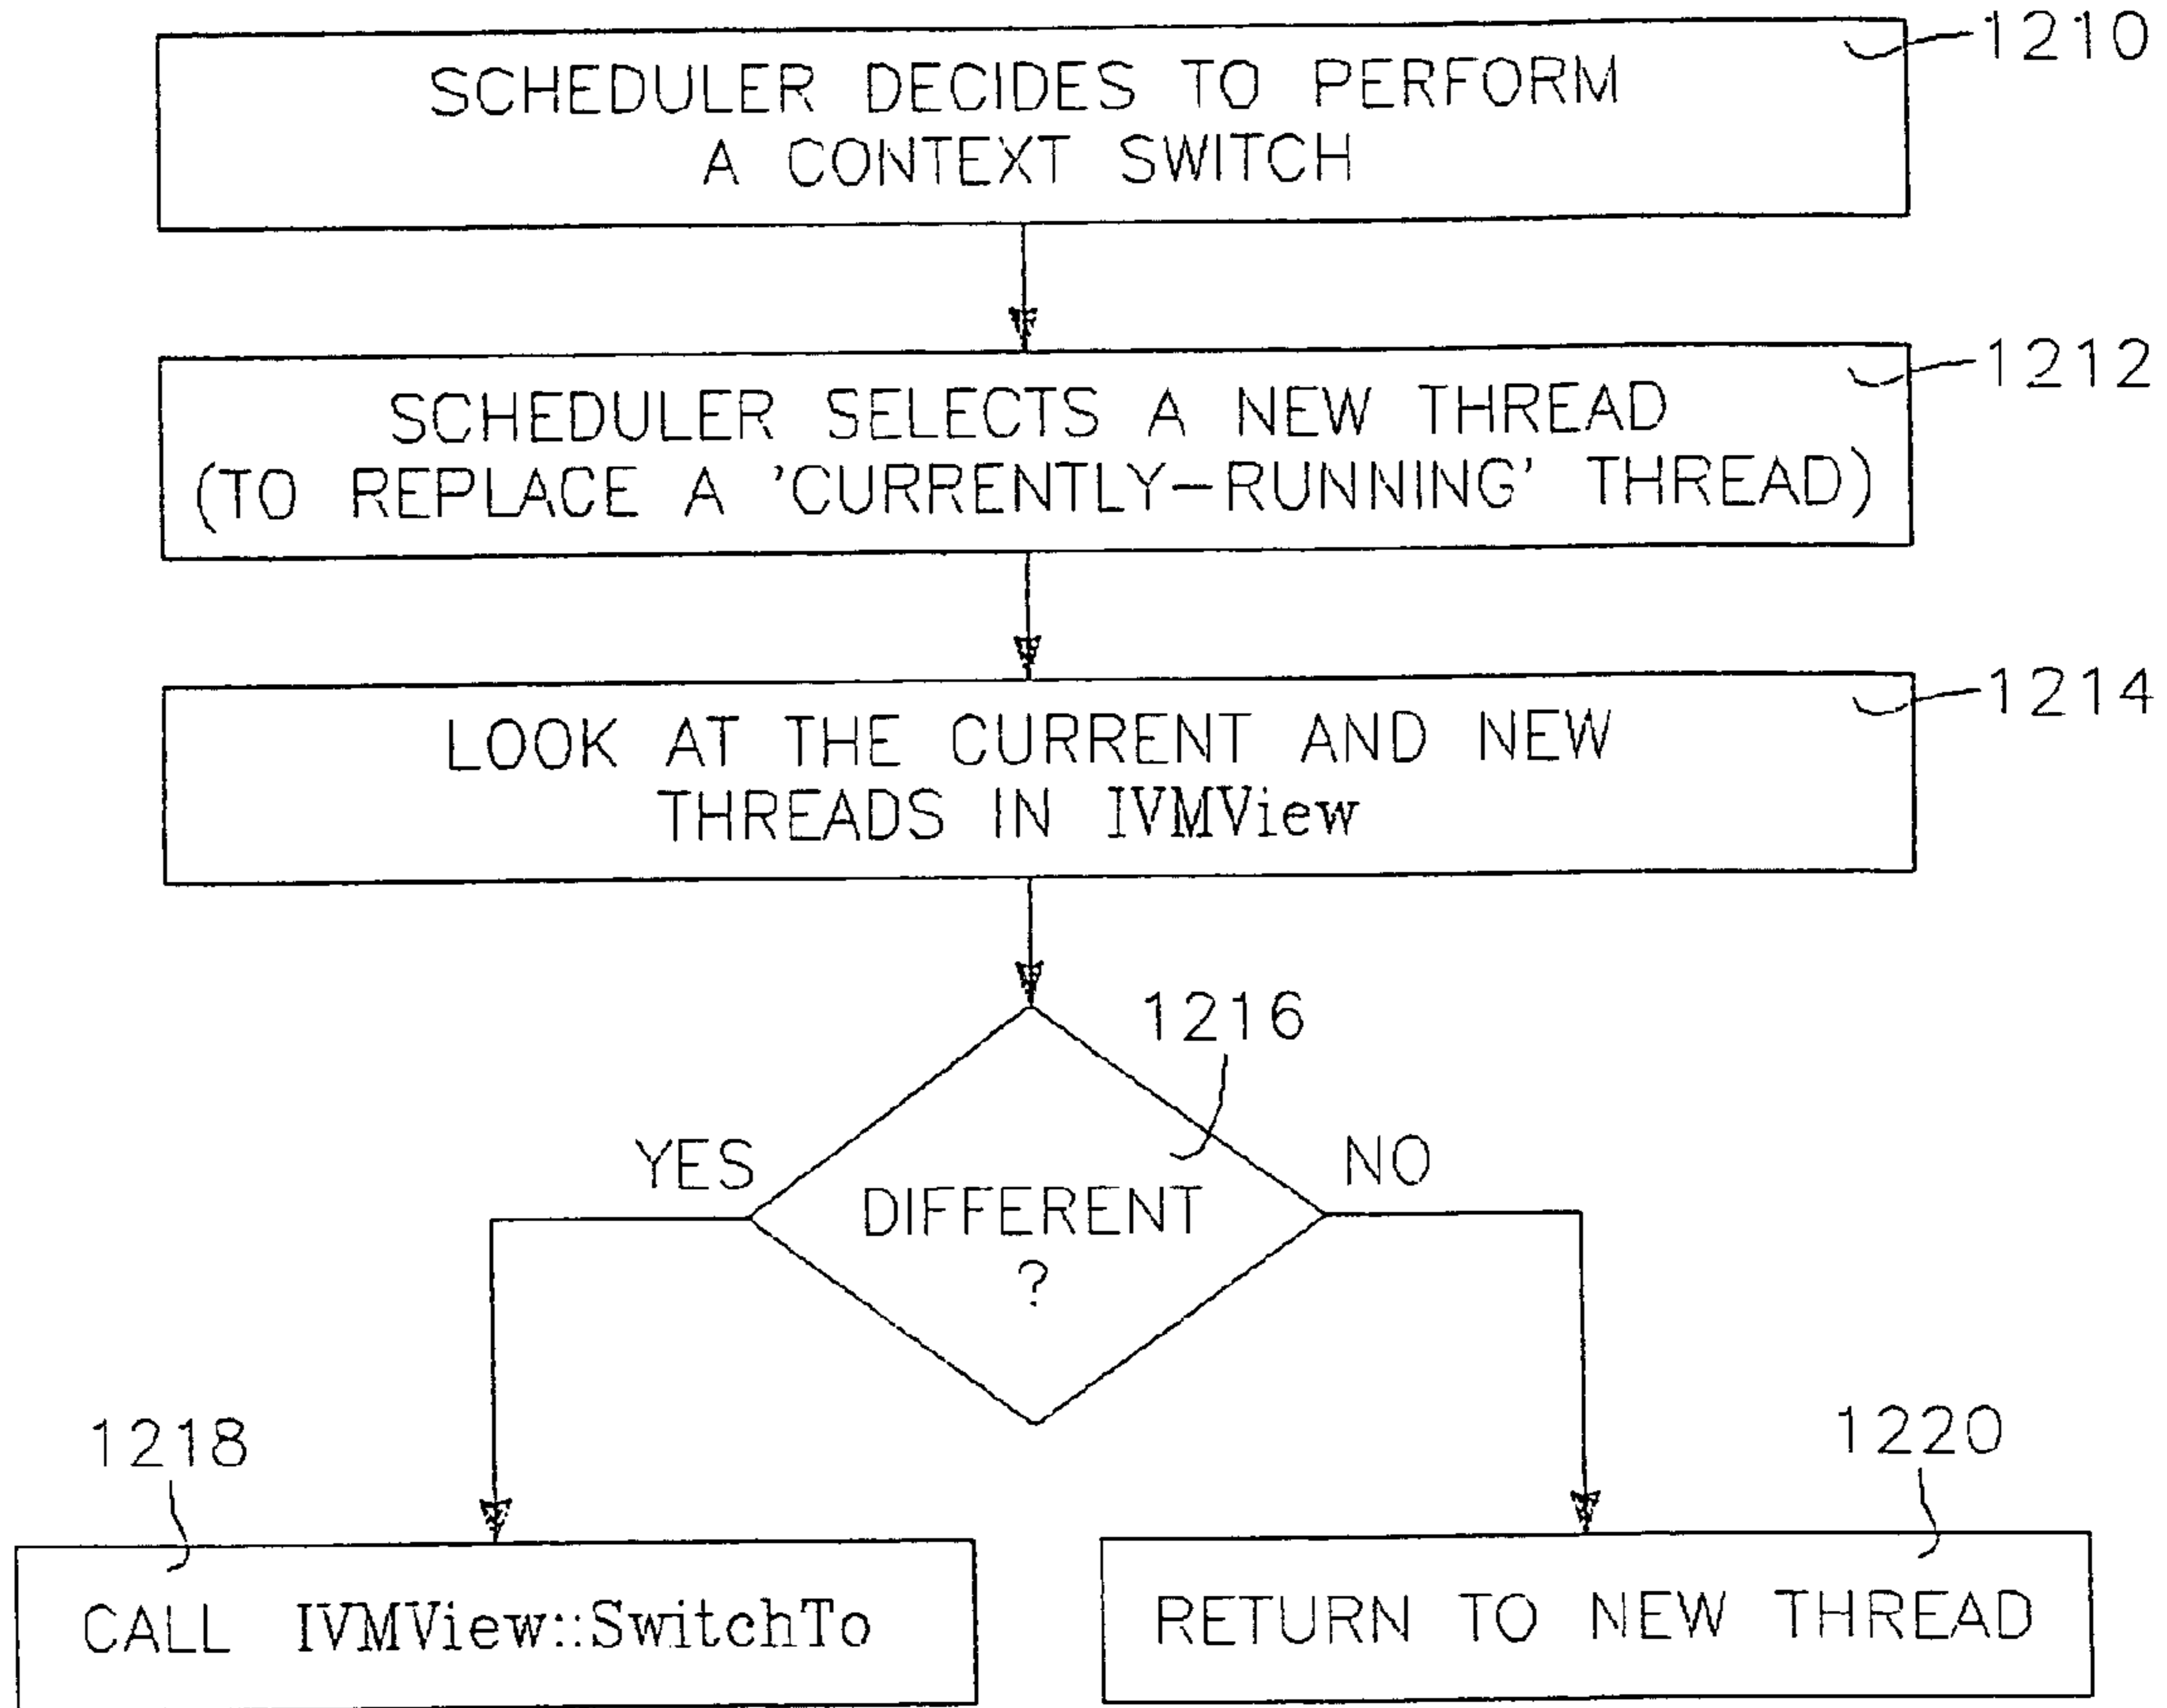 1210
SCHEDULER DECIDES TO PERFORM
A CONTEXT SWITCH
1212
SCHEDULER SELECTS A NEW THREAD
(TO REPLACE A 'CURRENTLY-RUNNING' THREAD)
1214
LOOK AT THE CURRENT AND NEW
THREADS IN IVMView
1216
YES
NO
DIFFERENT
?
1218
1220
CALL IVMView::SwitchTo
RETURN TO NEW THREAD